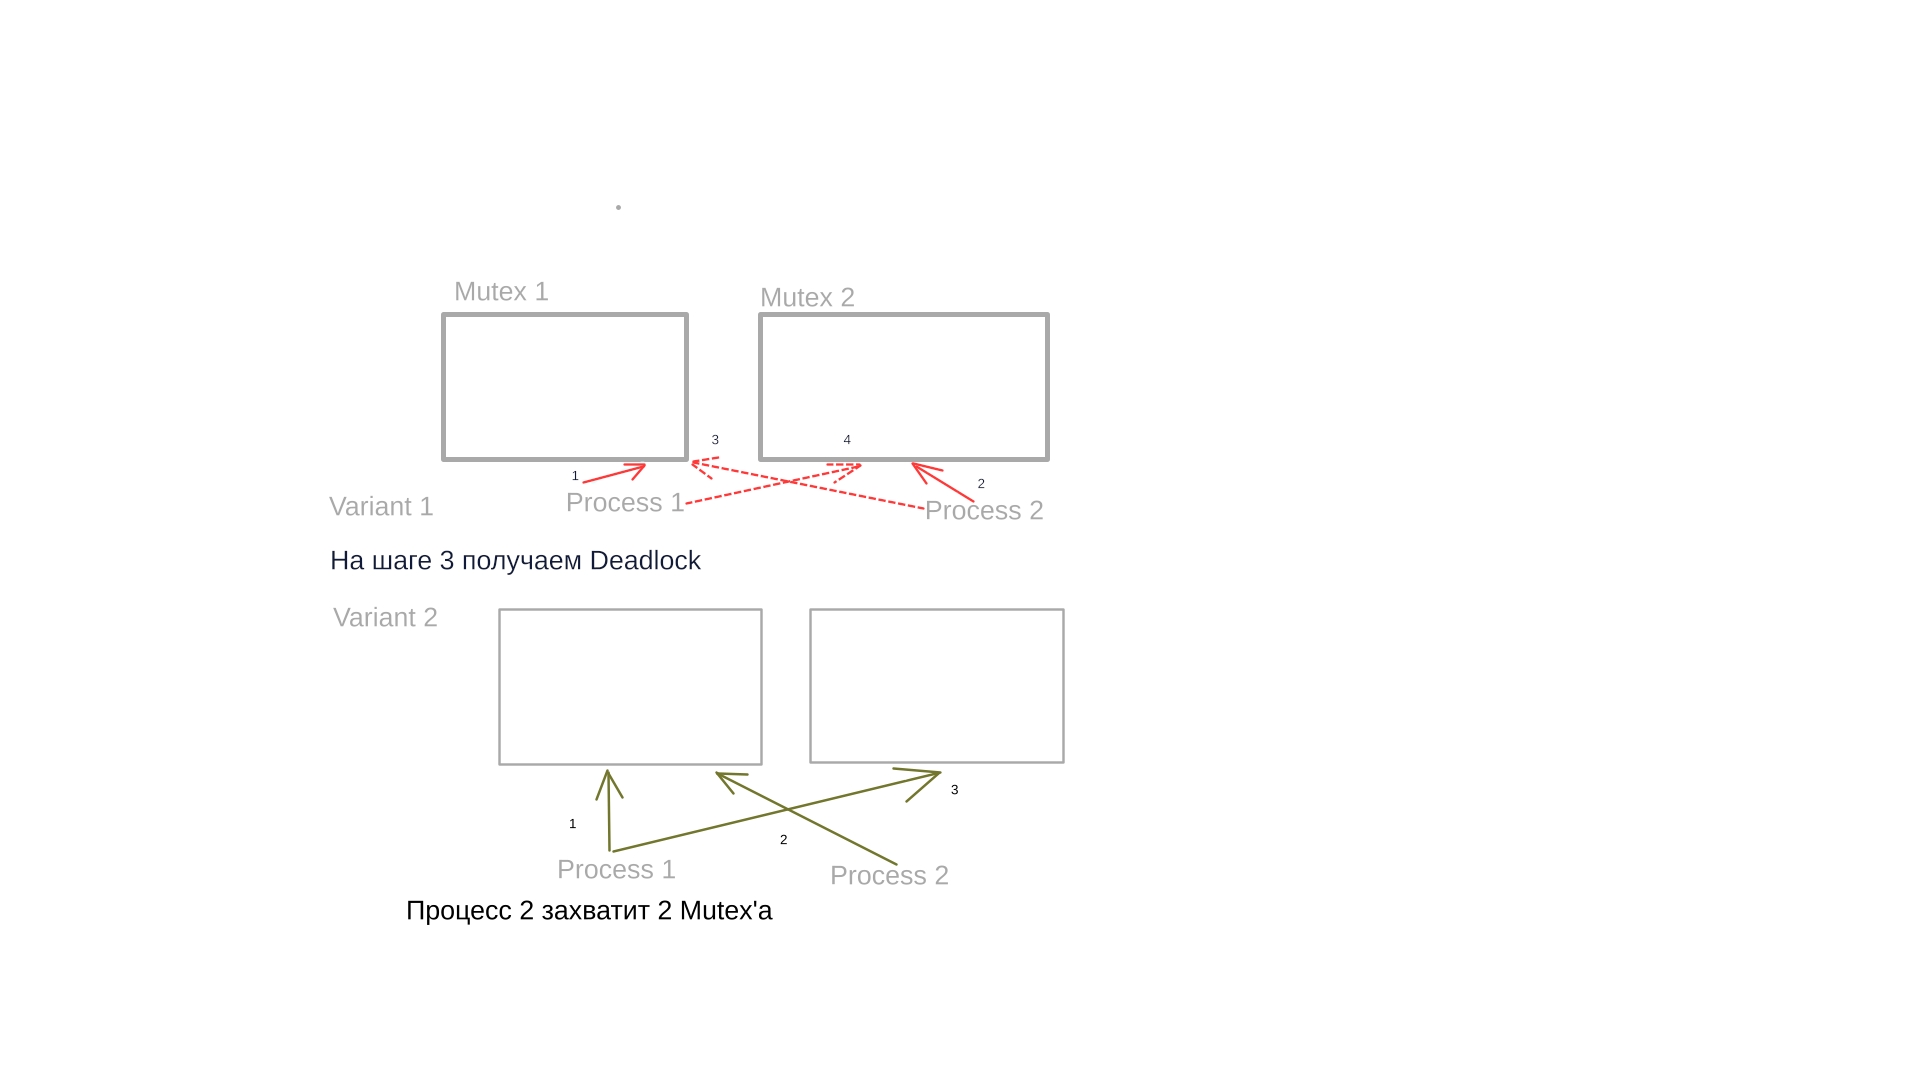 Mutex 1
Mutex 2
3
4
1
2
Process 1
Process 2
Variant 1
На шаге 3 получаем Deadlock
Variant 2
3
1
2
Process 1
Process 2
Процесс 2 захватит 2 Mutex'а